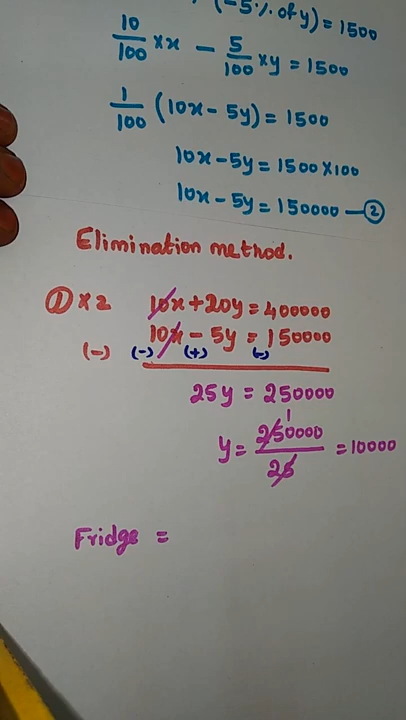 (-5% of y) = 1500
10/100 × x - 5/100 × y = 1500
1/100 (10x - 5y) = 1500
10x - 5y = 1500 × 100
10x - 5y = 150000 — ②
Elimination method.
① × 2 10x + 20y = 400000
10x - 5y = 150000
(-) (-) (+) (-)
25y = 250000
y = 250000/25 = 10000
1
Fridge =